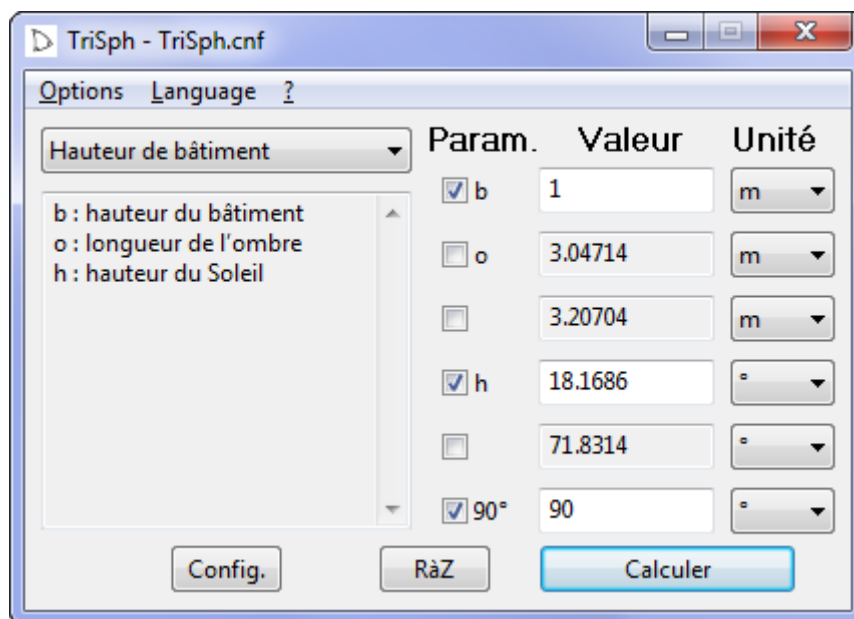 TriSph - TriSph.cnf
Options Language ?
Hauteur de bâtiment
Param. Valeur Unité
b : hauteur du bâtiment
o : longueur de l'ombre
h : hauteur du Soleil
b 1 m
o 3.04714 m
3.20704 m
h 18.1686 °
71.8314 °
90° 90 °
Config. RàZ Calculer